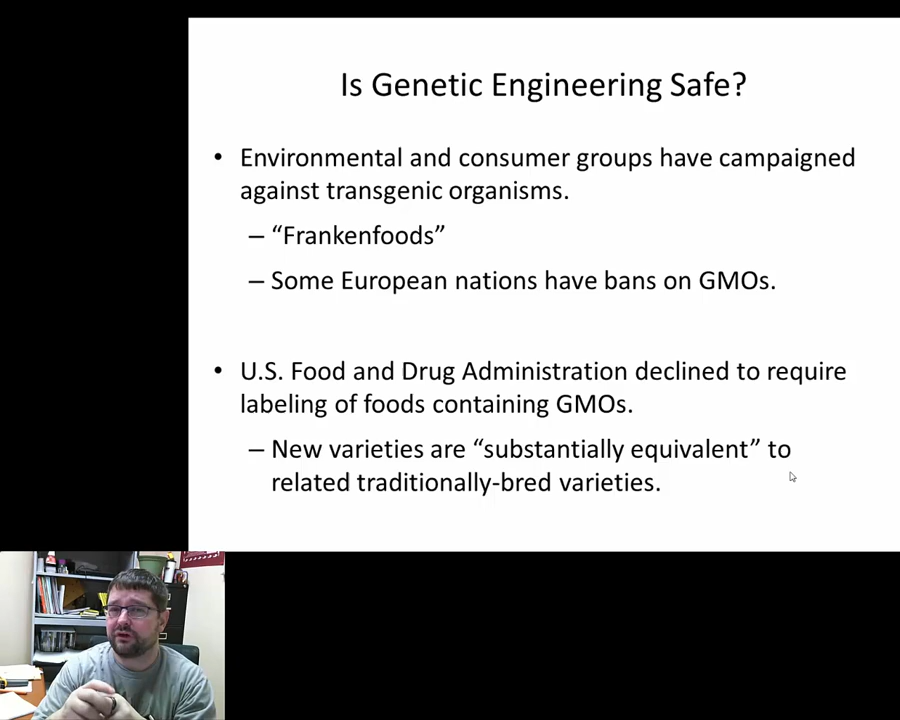 Is Genetic Engineering Safe?
• Environmental and consumer groups have campaigned
against transgenic organisms.
– “Frankenfoods”
– Some European nations have bans on GMOs.
• U.S. Food and Drug Administration declined to require
labeling of foods containing GMOs.
– New varieties are “substantially equivalent” to
related traditionally-bred varieties.